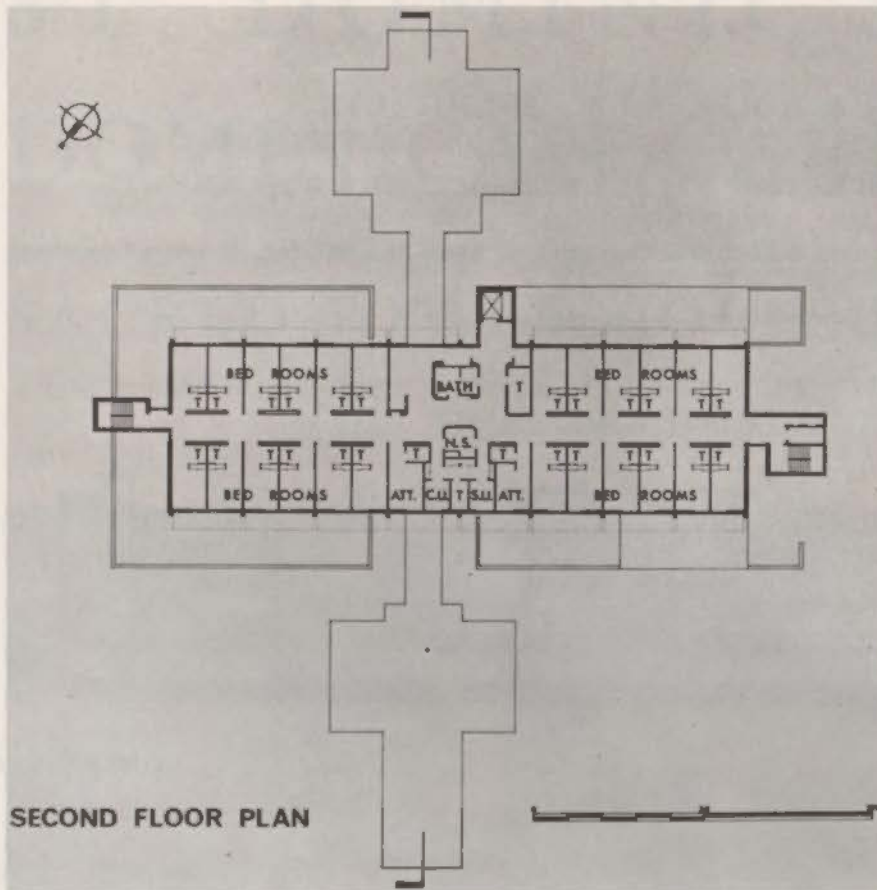 BED ROOMS BED ROOMS
BATH T
T T T T T T T T T T T T
N.S.
T T T T T T T T T T T T T T
BED ROOMS ATT. C.U. T S.U. ATT. BED ROOMS
SECOND FLOOR PLAN